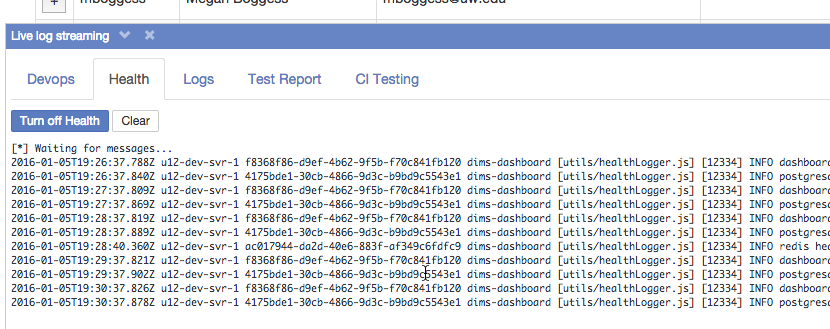 + mboggess Megan Boggess mboggess@uw.edu
Live log streaming
Devops Health Logs Test Report CI Testing
Turn off Health Clear
[*] Waiting for messages...
2016-01-05T19:26:37.788Z u12-dev-svr-1 f8368f86-d9ef-4b62-9f5b-f70c841fb120 dims-dashboard [utils/healthLogger.js] [12334] INFO dashboar
2016-01-05T19:26:37.840Z u12-dev-svr-1 4175bde1-30cb-4866-9d3c-b9bd9c5543e1 dims-dashboard [utils/healthLogger.js] [12334] INFO postgresq
2016-01-05T19:27:37.809Z u12-dev-svr-1 f8368f86-d9ef-4b62-9f5b-f70c841fb120 dims-dashboard [utils/healthLogger.js] [12334] INFO dashboar
2016-01-05T19:27:37.869Z u12-dev-svr-1 4175bde1-30cb-4866-9d3c-b9bd9c5543e1 dims-dashboard [utils/healthLogger.js] [12334] INFO postgresq
2016-01-05T19:28:37.819Z u12-dev-svr-1 f8368f86-d9ef-4b62-9f5b-f70c841fb120 dims-dashboard [utils/healthLogger.js] [12334] INFO dashboar
2016-01-05T19:28:37.889Z u12-dev-svr-1 4175bde1-30cb-4866-9d3c-b9bd9c5543e1 dims-dashboard [utils/healthLogger.js] [12334] INFO postgresq
2016-01-05T19:28:40.360Z u12-dev-svr-1 ac017944-da2d-40e6-883f-af349c6fdfc9 dims-dashboard [utils/healthLogger.js] [12334] INFO redis hea
2016-01-05T19:29:37.821Z u12-dev-svr-1 f8368f86-d9ef-4b62-9f5b-f70c841fb120 dims-dashboard [utils/healthLogger.js] [12334] INFO dashboar
2016-01-05T19:29:37.902Z u12-dev-svr-1 4175bde1-30cb-4866-9d3c-b9bd9c5543e1 dims-dashboard [utils/healthLogger.js] [12334] INFO postgresq
2016-01-05T19:30:37.826Z u12-dev-svr-1 f8368f86-d9ef-4b62-9f5b-f70c841fb120 dims-dashboard [utils/healthLogger.js] [12334] INFO dashboar
2016-01-05T19:30:37.878Z u12-dev-svr-1 4175bde1-30cb-4866-9d3c-b9bd9c5543e1 dims-dashboard [utils/healthLogger.js] [12334] INFO postgresq